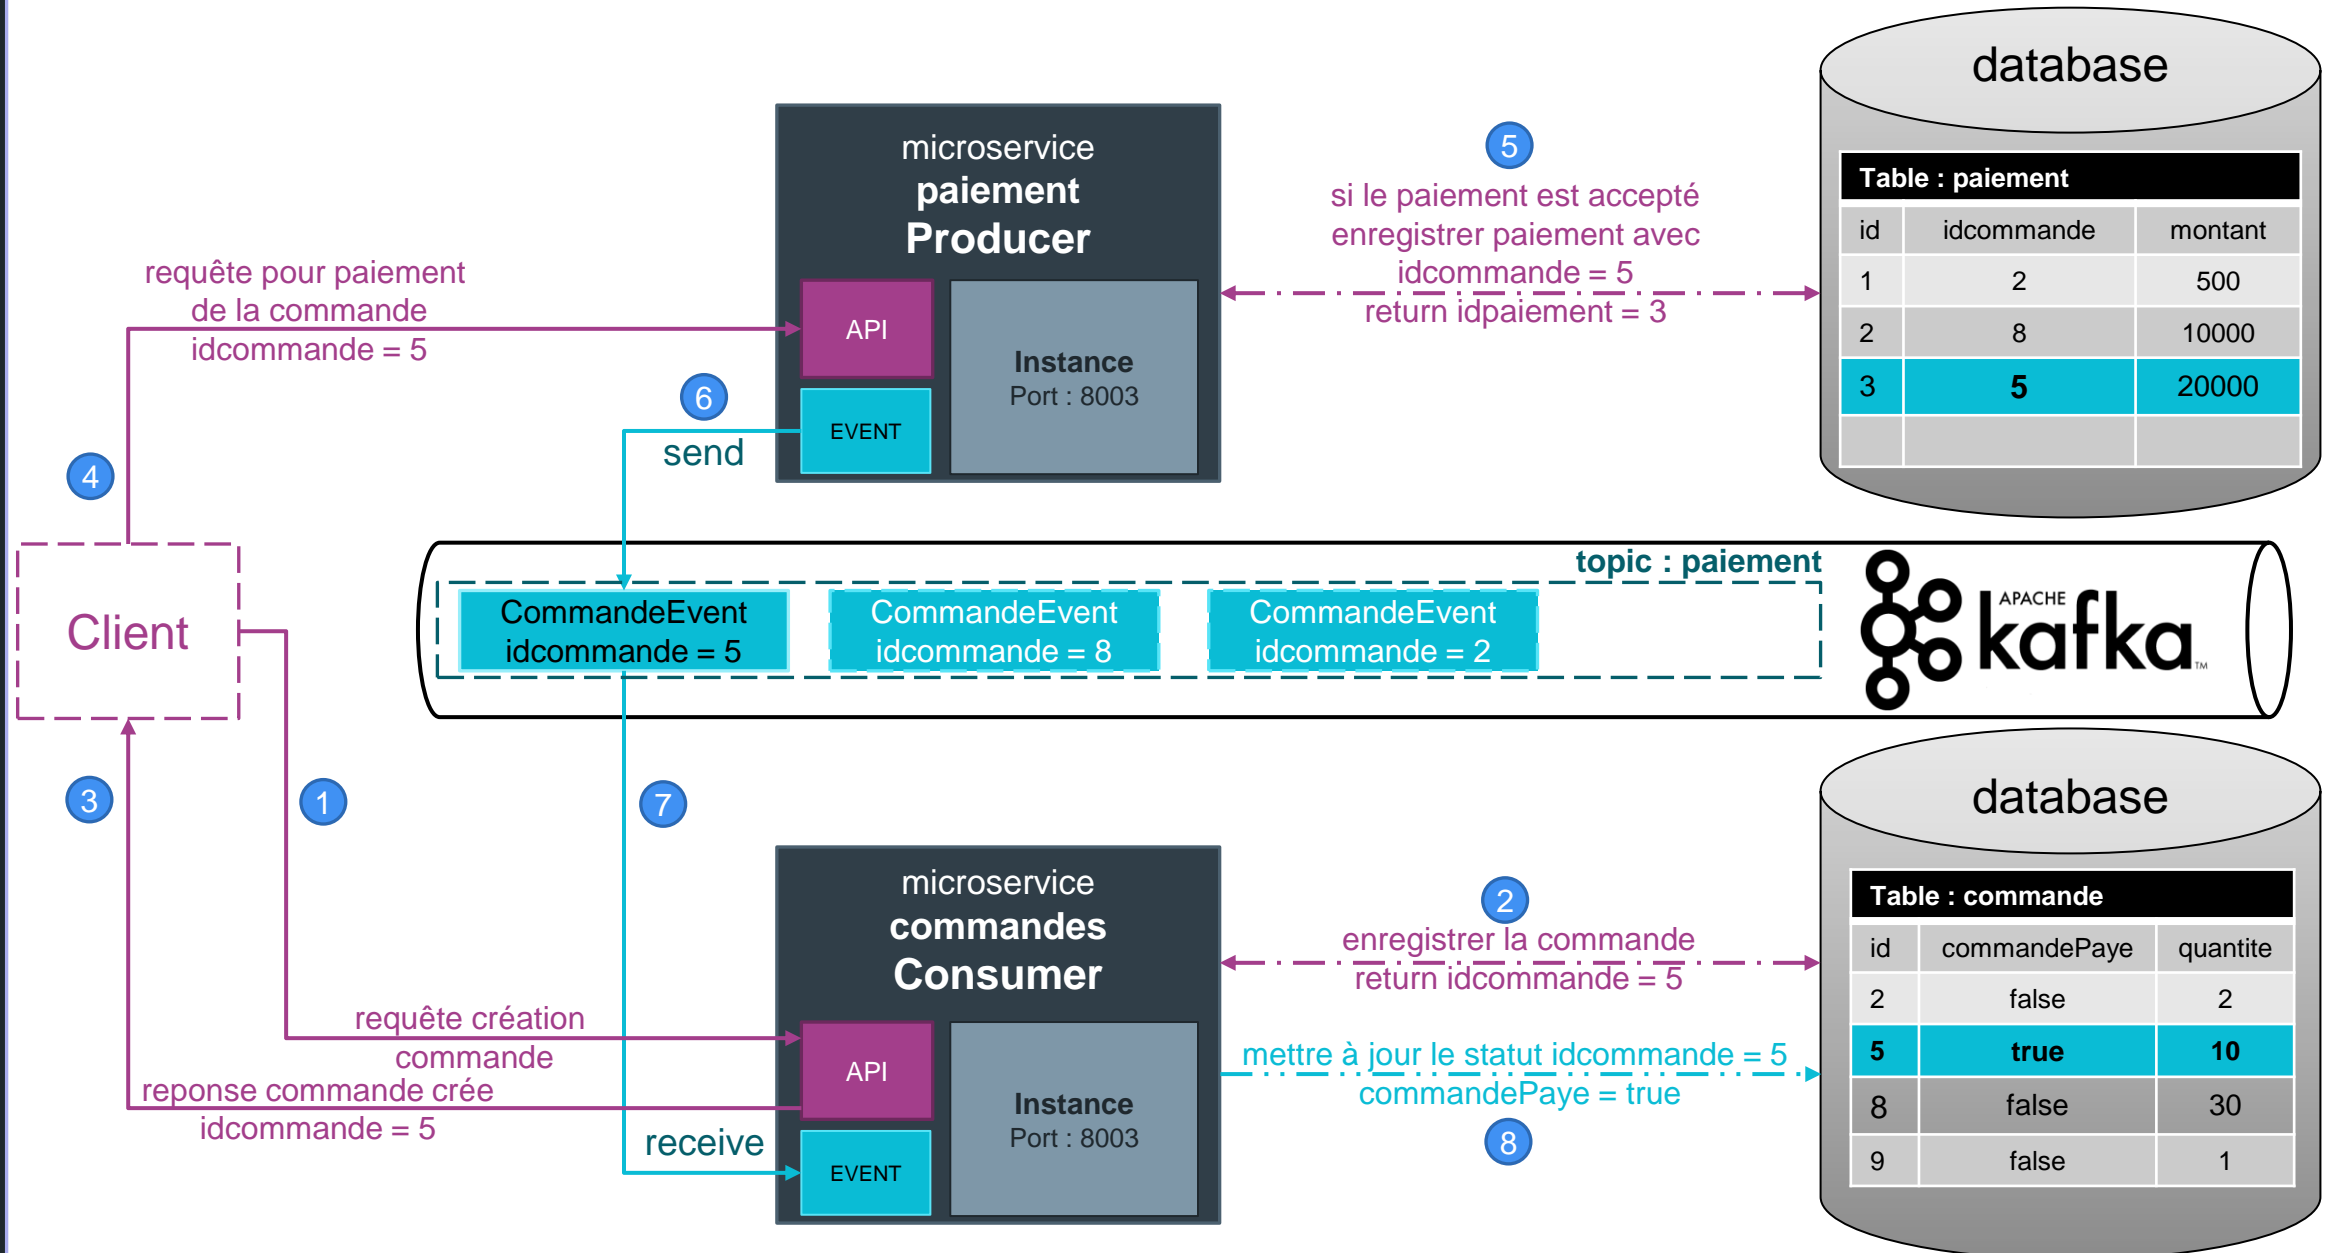 database
microservice
paiement
Producer
5
si le paiement est accepté
enregistrer paiement avec
idcommande = 5
return idpaiement = 3
Table : paiement
id idcommande montant
1 2 500
2 8 10000
3 5 20000
requête pour paiement
de la commande
idcommande = 5
API
Instance
Port : 8003
EVENT
6
send
4
Client
topic : paiement
CommandeEvent
idcommande = 5
CommandeEvent
idcommande = 8
CommandeEvent
idcommande = 2
APACHE
kafka
TM
3
1
7
database
microservice
commandes
Consumer
2
enregistrer la commande
return idcommande = 5
Table : commande
id commandePaye quantite
2 false 2
5 true 10
8 false 30
9 false 1
requête création
commande
reponse commande crée
idcommande = 5
API
Instance
Port : 8003
EVENT
receive
mettre à jour le statut idcommande = 5
commandePaye = true
8